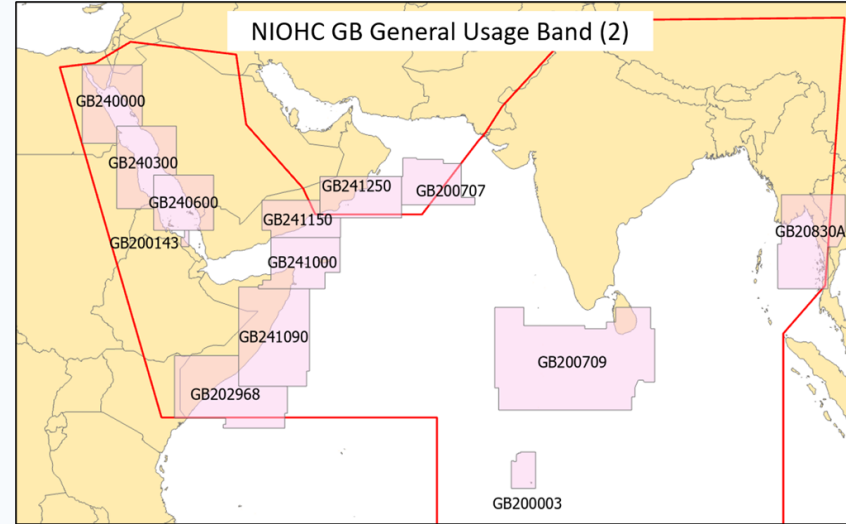 NIOHC GB General Usage Band (2)
GB240000
GB240300
GB241250
GB200707
GB240600
GB241150
GB20830A
GB200143
GB241000
GB241090
GB200709
GB202968
GB200003